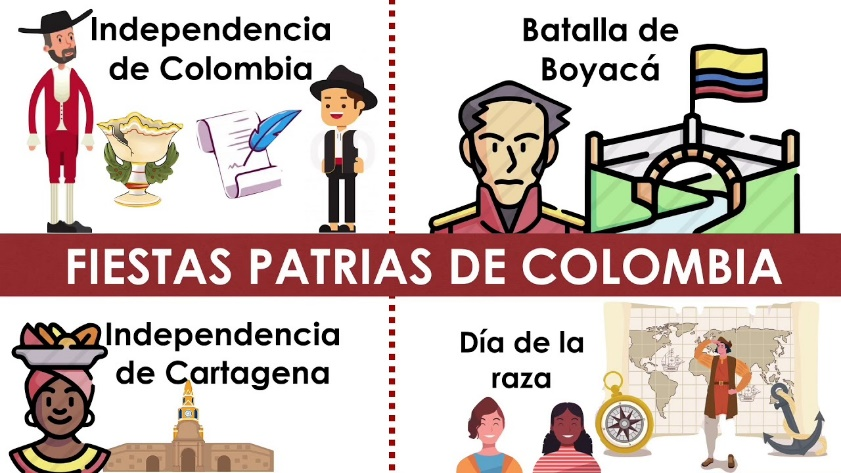 Independencia
de Colombia
Batalla de
Boyacá
FIESTAS PATRIAS DE COLOMBIA
Independencia
de Cartagena
Día de la
raza